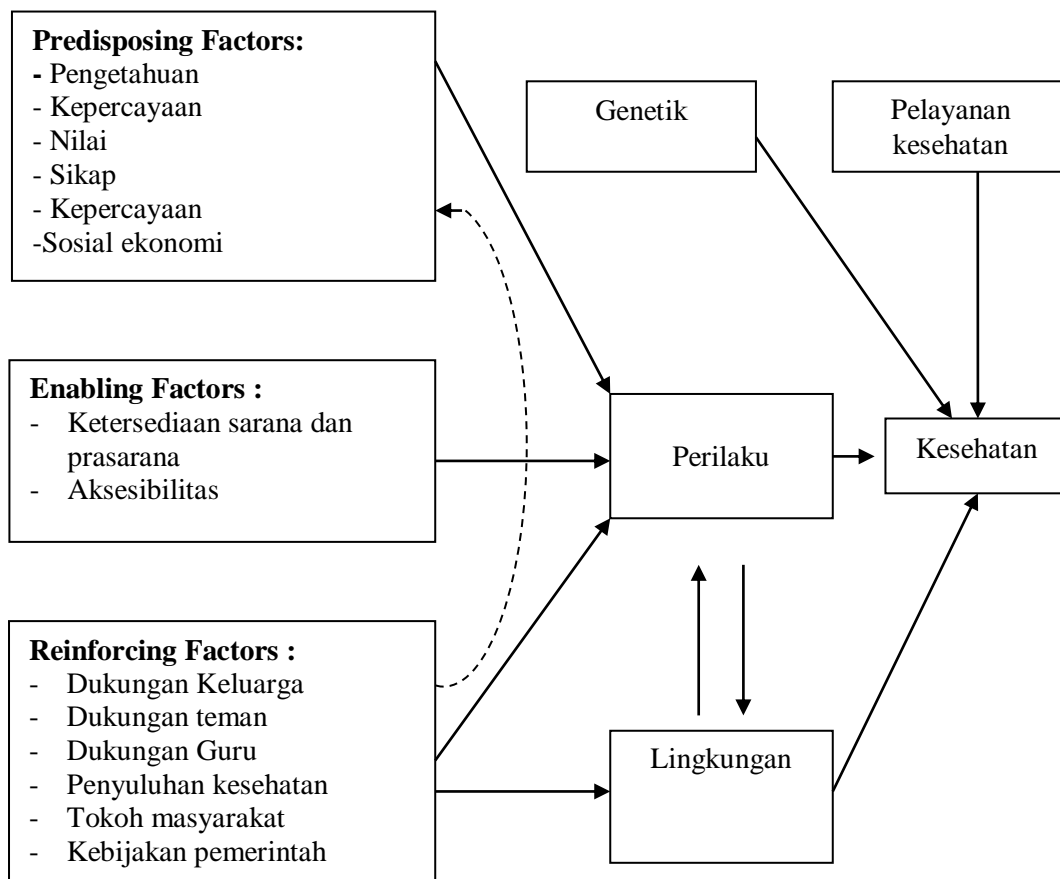 Predisposing Factors:
- Pengetahuan
- Kepercayaan
- Nilai
- Sikap
- Kepercayaan
-Sosial ekonomi
Genetik
Pelayanan
kesehatan
Enabling Factors :
- Ketersediaan sarana dan
prasarana
- Aksesibilitas
Perilaku
Kesehatan
Reinforcing Factors :
- Dukungan Keluarga
- Dukungan teman
- Dukungan Guru
- Penyuluhan kesehatan
- Tokoh masyarakat
- Kebijakan pemerintah
Lingkungan